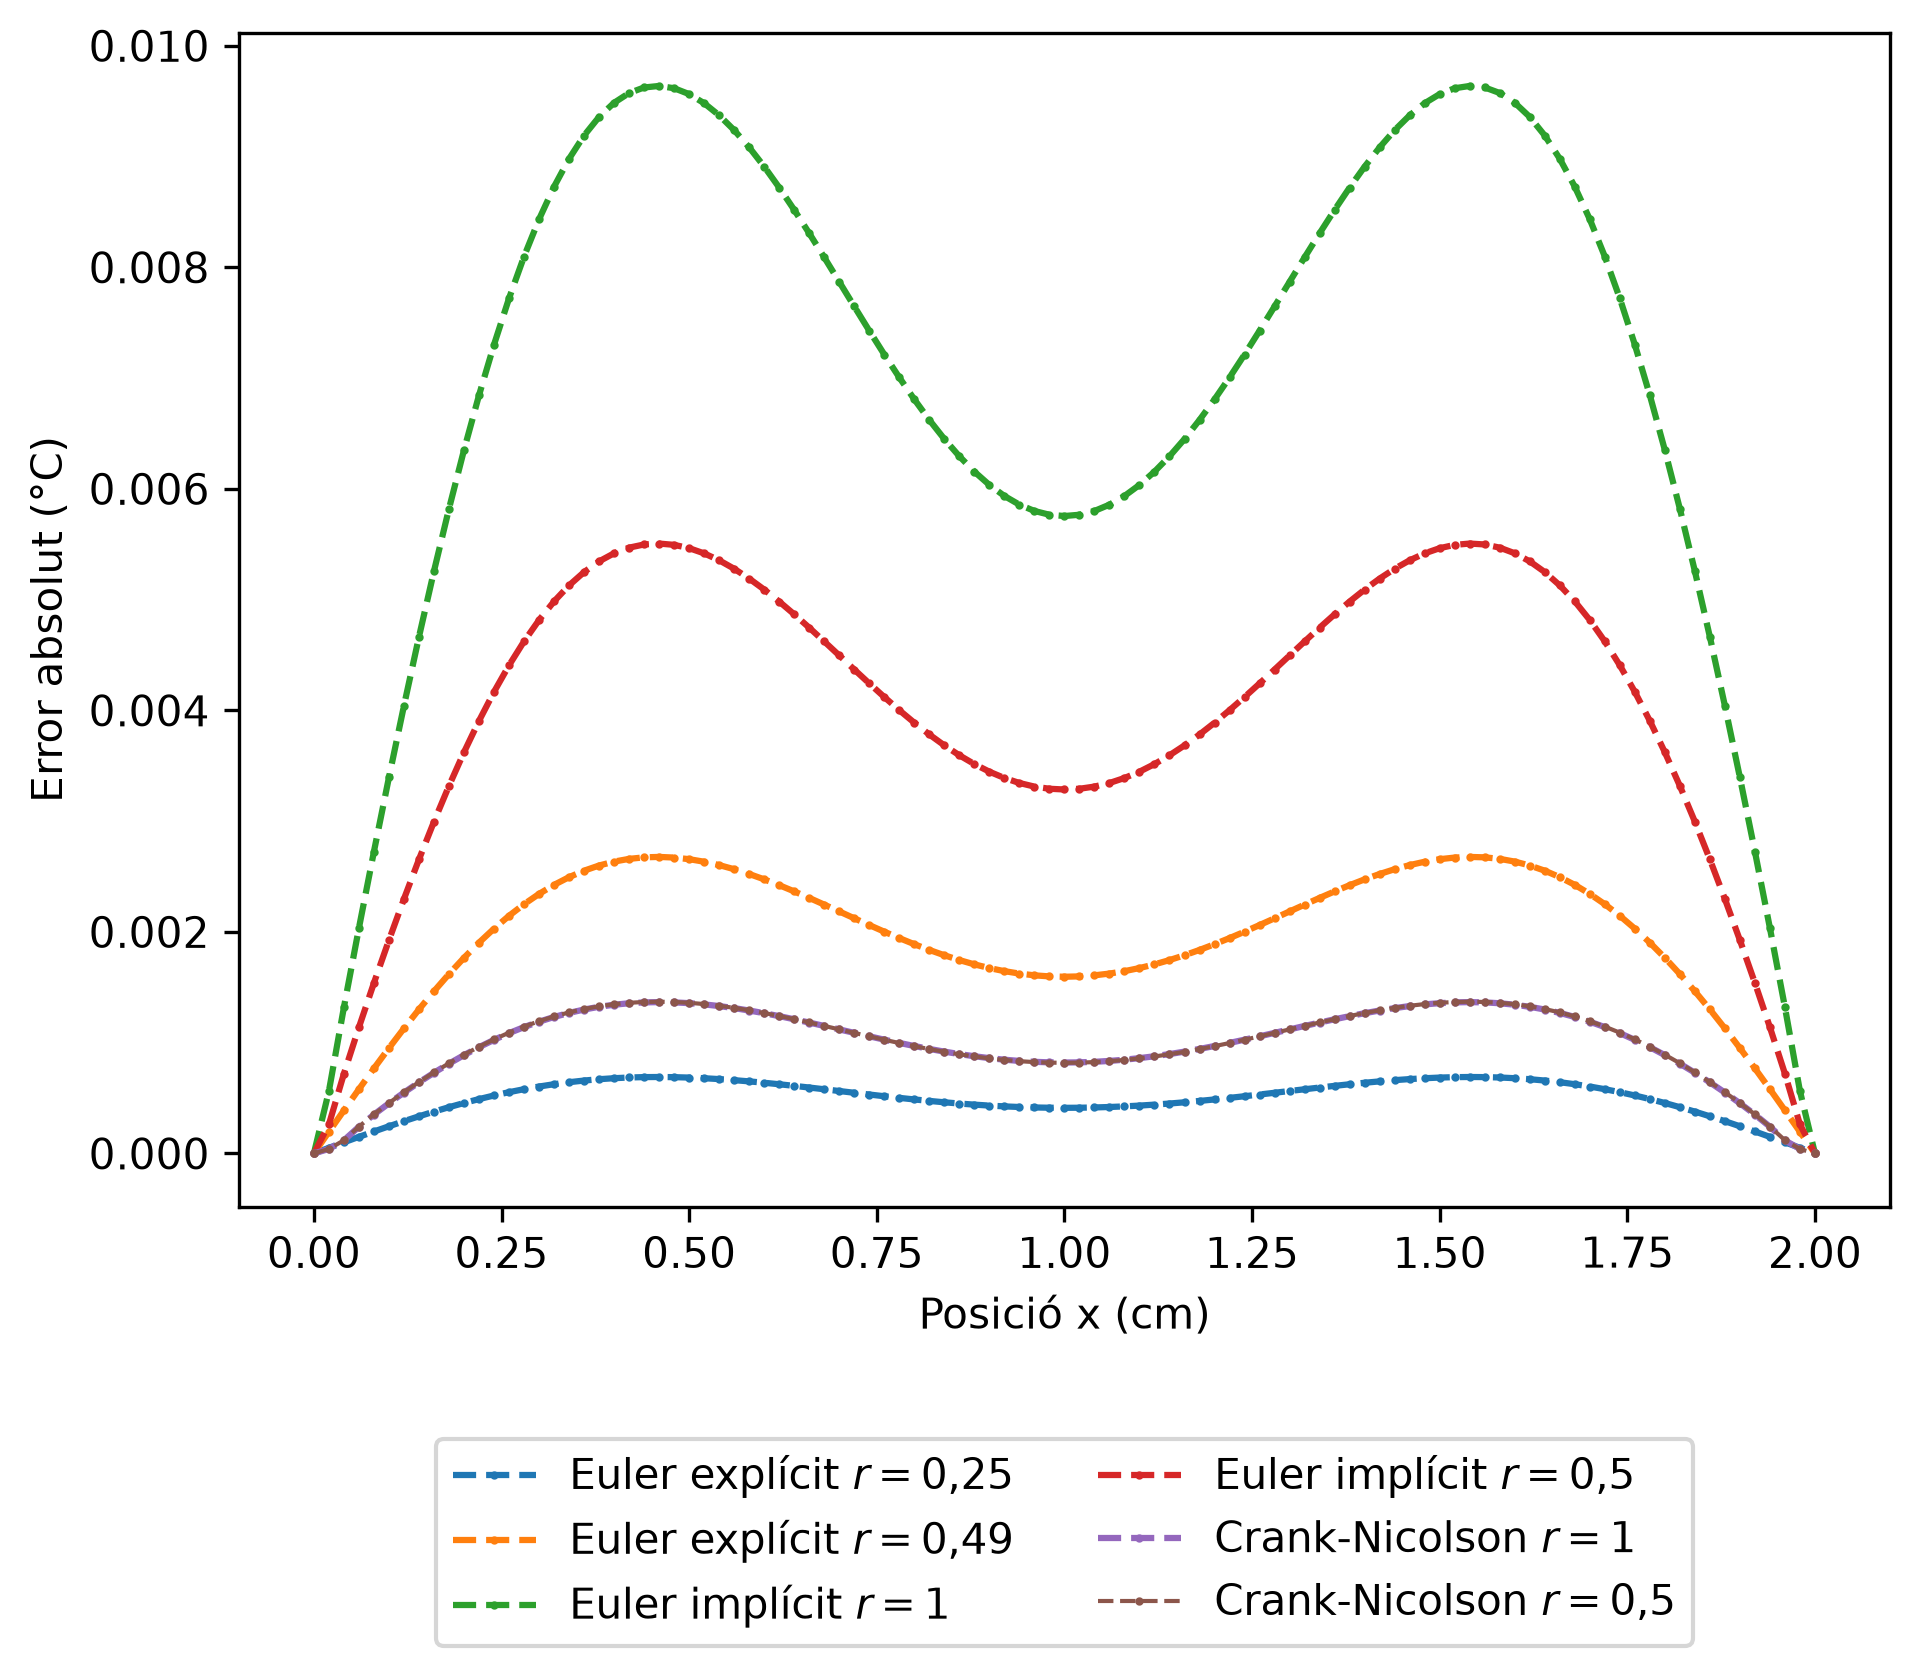 0.010
0.008
0.006
0.004
0.002
0.000
Error absolut (°C)
0.00 0.25 0.50 0.75 1.00 1.25 1.50 1.75 2.00
Posició x (cm)
Euler explícit r = 0,25
Euler explícit r = 0,49
Euler implícit r = 1
Euler implícit r = 0,5
Crank-Nicolson r = 1
Crank-Nicolson r = 0,5